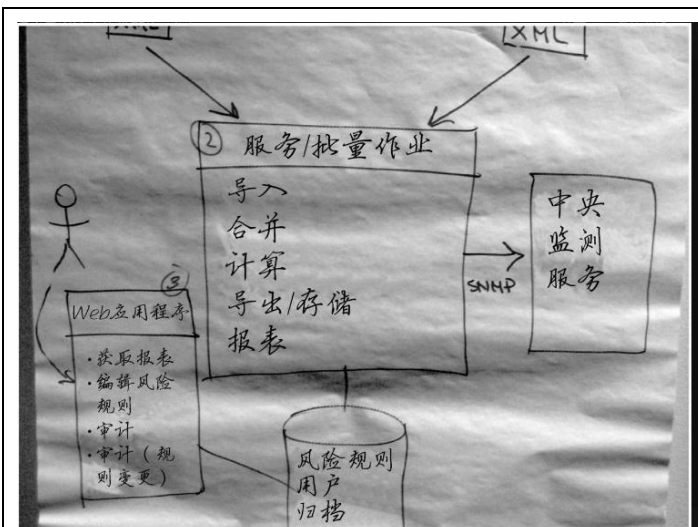 XML
XML
② 服务/批量作业
导入
合并
计算
导出/存储
报表
SNMP
中央
监测
服务
③
Web应用程序
·获取报表
·编辑风险
规则
·审计
·审计（规
则变更）
风险规则
用户
归档